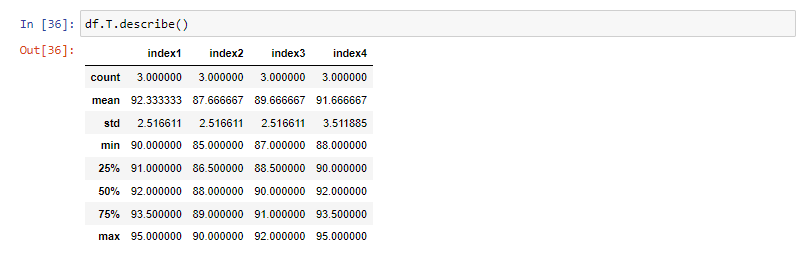 In [36]: df.T.describe()
Out[36]:
index1 index2 index3 index4
count 3.000000 3.000000 3.000000 3.000000
mean 92.333333 87.666667 89.666667 91.666667
std 2.516611 2.516611 2.516611 3.511885
min 90.000000 85.000000 87.000000 88.000000
25% 91.000000 86.500000 88.500000 90.000000
50% 92.000000 88.000000 90.000000 92.000000
75% 93.500000 89.000000 91.000000 93.500000
max 95.000000 90.000000 92.000000 95.000000